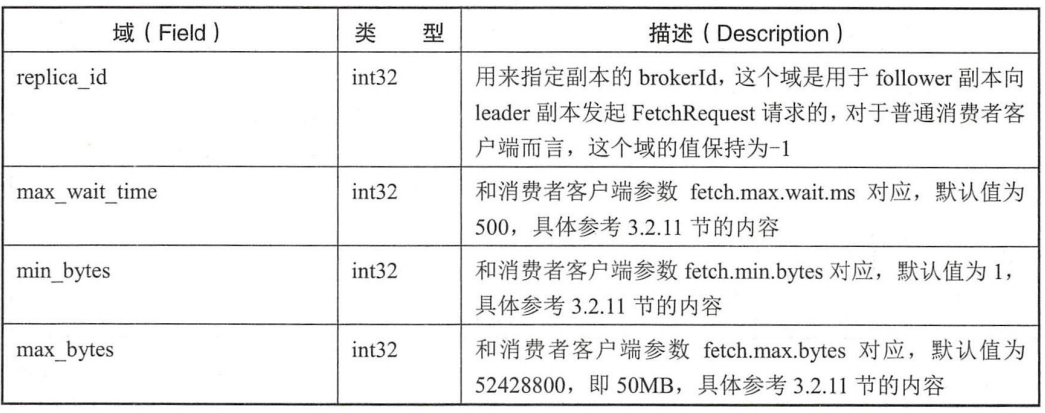 域（Field） 类 型 描述（Description）
replica_id int32 用来指定副本的 brokerId，这个域是用于 follower 副本向
leader 副本发起 FetchRequest 请求的，对于普通消费者客
户端而言，这个域的值保持为-1
max_wait_time int32 和消费者客户端参数 fetch.max.wait.ms 对应，默认值为
500，具体参考 3.2.11 节的内容
min_bytes int32 和消费者客户端参数 fetch.min.bytes 对应，默认值为 1，
具体参考 3.2.11 节的内容
max_bytes int32 和消费者客户端参数 fetch.max.bytes 对应，默认值为
52428800，即 50MB，具体参考 3.2.11 节的内容